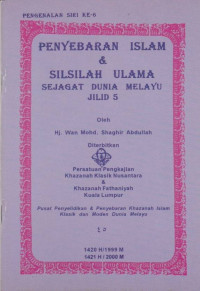 PENGENALAN SIRI KE/9
PENYEBARAN ISLAM
&
SILSILAH ULAMA
SEJAGAT DUNIA MELAYU
JILID 5
Oleh
Hj. Wan Mohd. Shaghir Abdullah
Diterbitkan
Persatuan Pengkajian
Khazanah Klasik Nusantara
&
Khazanah Fathaniyah
Kuala Lumpur
Pusat Penyelidikan & Penyebaran Khazanah Islam
Klasik dan Moden Dunia Melayu
1420 H/1999 M
1421 H/2000 M